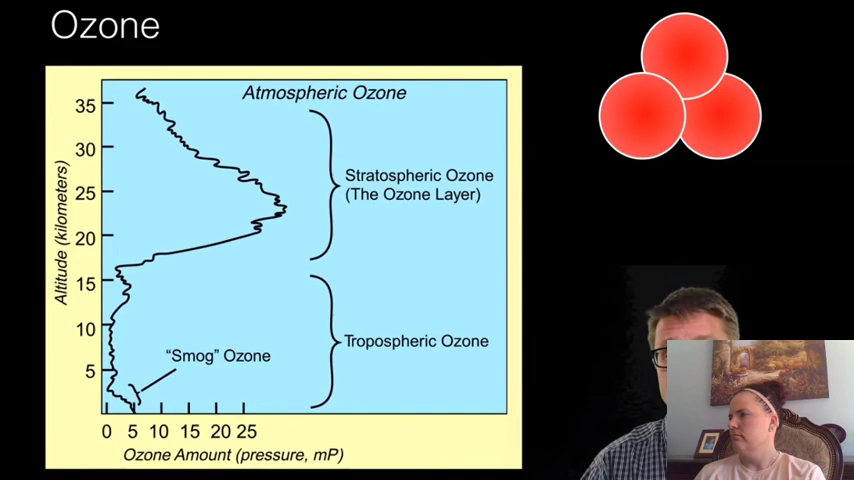 Ozone
Atmospheric Ozone
35
30
25
20
15
10
5
Altitude (kilometers)
Stratospheric Ozone
(The Ozone Layer)
Tropospheric Ozone
“Smog” Ozone
0 5 10 15 20 25
Ozone Amount (pressure, mP)